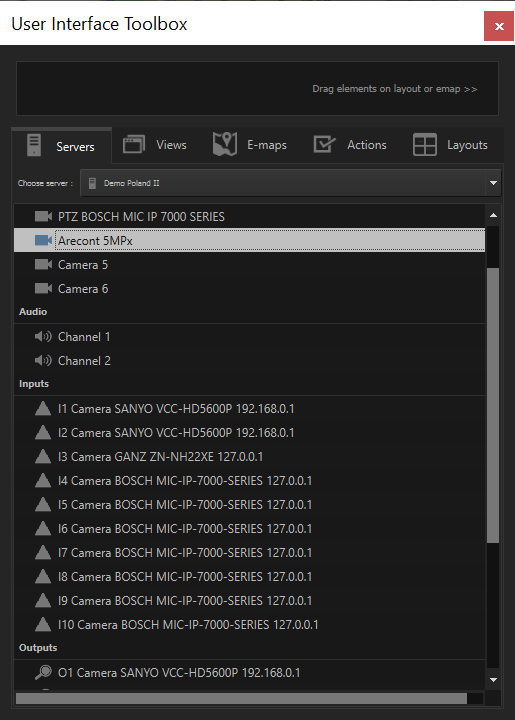 User Interface Toolbox
Drag elements on layout or emap >>
Servers
Views
E-maps
Actions
Layouts
Choose server :
Demo Poland II
PTZ BOSCH MIC IP 7000 SERIES
Arecont 5MPx
Camera 5
Camera 6
Audio
Channel 1
Channel 2
Inputs
I1 Camera SANYO VCC-HD5600P 192.168.0.1
I2 Camera SANYO VCC-HD5600P 192.168.0.1
I3 Camera GANZ ZN-NH22XE 127.0.0.1
I4 Camera BOSCH MIC-IP-7000-SERIES 127.0.0.1
I5 Camera BOSCH MIC-IP-7000-SERIES 127.0.0.1
I6 Camera BOSCH MIC-IP-7000-SERIES 127.0.0.1
I7 Camera BOSCH MIC-IP-7000-SERIES 127.0.0.1
I8 Camera BOSCH MIC-IP-7000-SERIES 127.0.0.1
I9 Camera BOSCH MIC-IP-7000-SERIES 127.0.0.1
I10 Camera BOSCH MIC-IP-7000-SERIES 127.0.0.1
Outputs
O1 Camera SANYO VCC-HD5600P 192.168.0.1